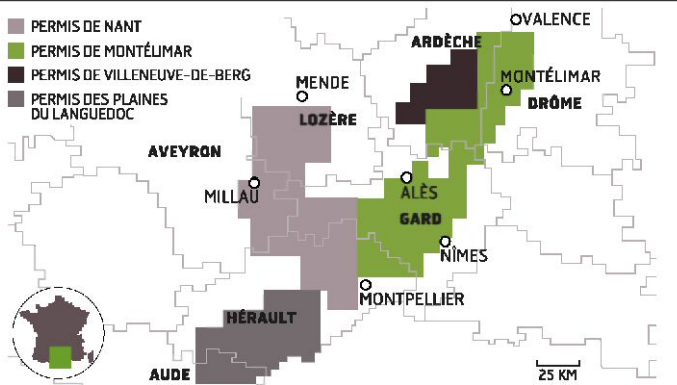 PERMIS DE NANT
PERMIS DE MONTÉLIMAR
PERMIS DE VILLENEUVE-DE-BERG
PERMIS DES PLAINES
DU LANGUEDOC
VALENCE
ARDÈCHE
MONTÉLIMAR
DRÔME
MENDE
LOZÈRE
AVEYRON
MILLAU
ALÈS
GARD
NÎMES
MONTPELLIER
HÉRAULT
AUDE
25 KM